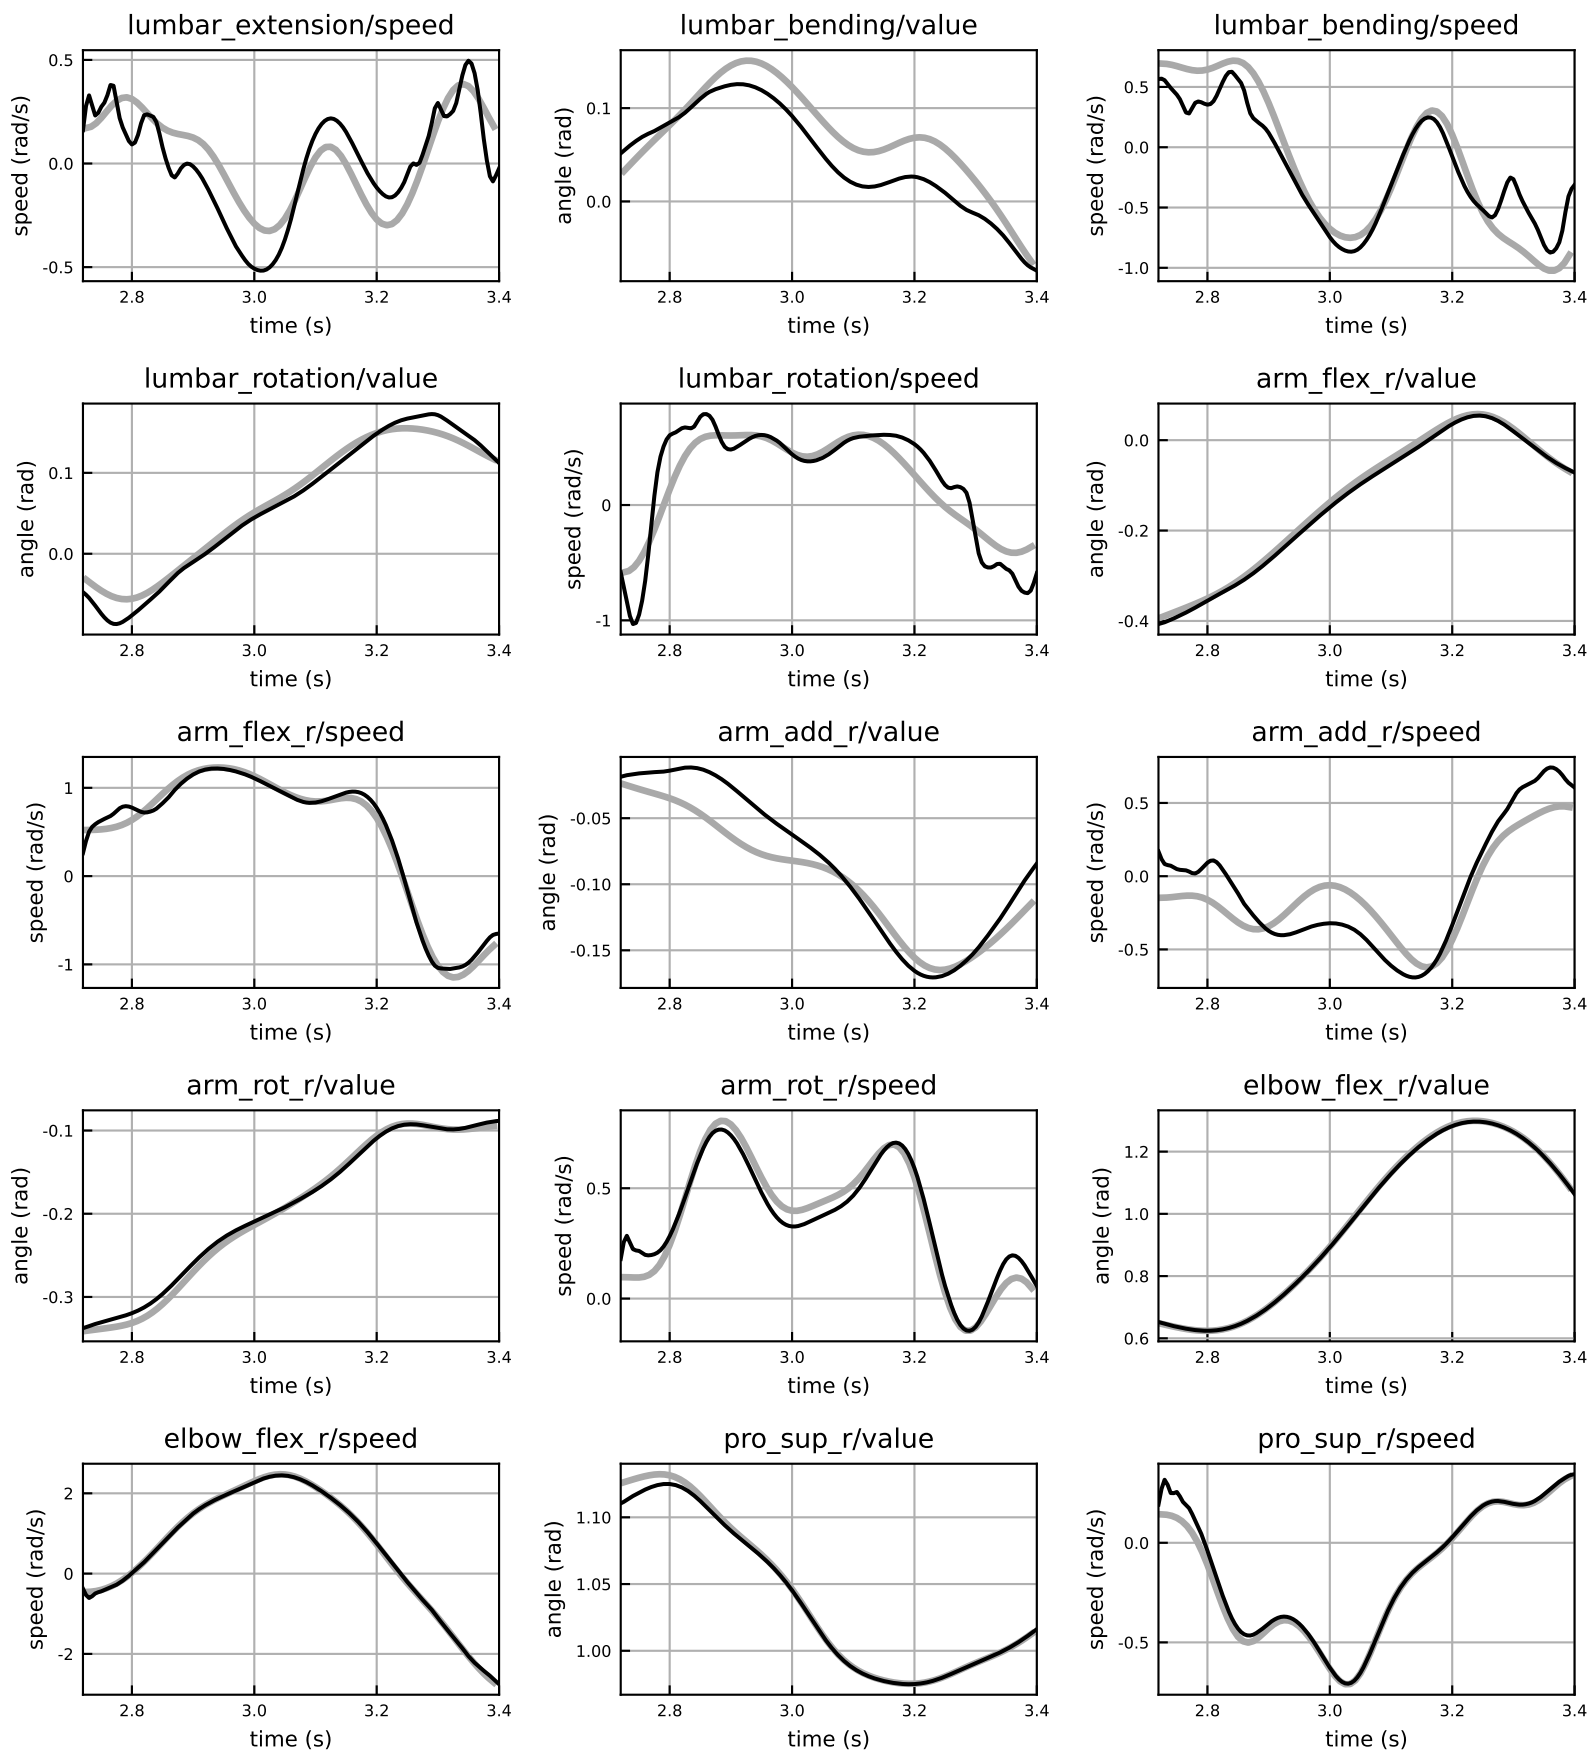 lumbar_extension/speed
lumbar_bending/value
lumbar_bending/speed
speed (rad/s)
0.5
0.0
-0.5
2.8 3.0 3.2 3.4
time (s)
angle (rad)
0.1
0.0
2.8 3.0 3.2 3.4
time (s)
speed (rad/s)
0.5
0.0
-0.5
-1.0
2.8 3.0 3.2 3.4
time (s)
lumbar_rotation/value
lumbar_rotation/speed
arm_flex_r/value
angle (rad)
0.1
0.0
2.8 3.0 3.2 3.4
time (s)
speed (rad/s)
0
-1
2.8 3.0 3.2 3.4
time (s)
angle (rad)
0.0
-0.2
-0.4
2.8 3.0 3.2 3.4
time (s)
arm_flex_r/speed
arm_add_r/value
arm_add_r/speed
speed (rad/s)
1
0
-1
2.8 3.0 3.2 3.4
time (s)
angle (rad)
-0.05
-0.10
-0.15
2.8 3.0 3.2 3.4
time (s)
speed (rad/s)
0.5
0.0
-0.5
2.8 3.0 3.2 3.4
time (s)
arm_rot_r/value
arm_rot_r/speed
elbow_flex_r/value
angle (rad)
-0.1
-0.2
-0.3
2.8 3.0 3.2 3.4
time (s)
speed (rad/s)
0.5
0.0
2.8 3.0 3.2 3.4
time (s)
angle (rad)
1.2
1.0
0.8
0.6
2.8 3.0 3.2 3.4
time (s)
elbow_flex_r/speed
pro_sup_r/value
pro_sup_r/speed
speed (rad/s)
2
0
-2
2.8 3.0 3.2 3.4
time (s)
angle (rad)
1.10
1.05
1.00
2.8 3.0 3.2 3.4
time (s)
speed (rad/s)
0.0
-0.5
2.8 3.0 3.2 3.4
time (s)